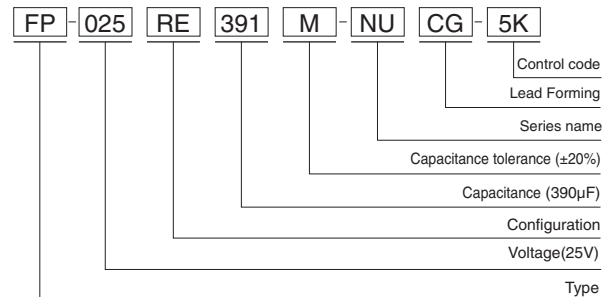 FP - 025 RE 391 M - NU CG - 5K
Control code
Lead Forming
Series name
Capacitance tolerance (±20%)
Capacitance (390µF)
Configuration
Voltage(25V)
Type